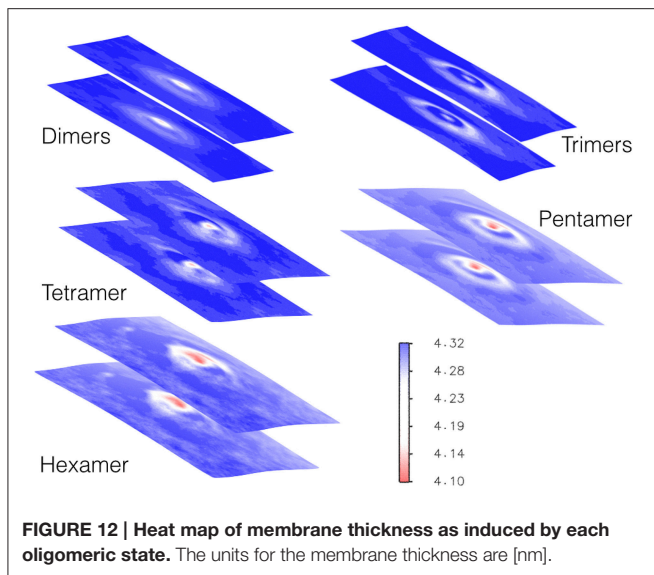 Dimers
Trimers
Tetramer
Pentamer
Hexamer
4.32
4.28
4.23
4.19
4.14
4.10
FIGURE 12 | Heat map of membrane thickness as induced by each
oligomeric state. The units for the membrane thickness are [nm].